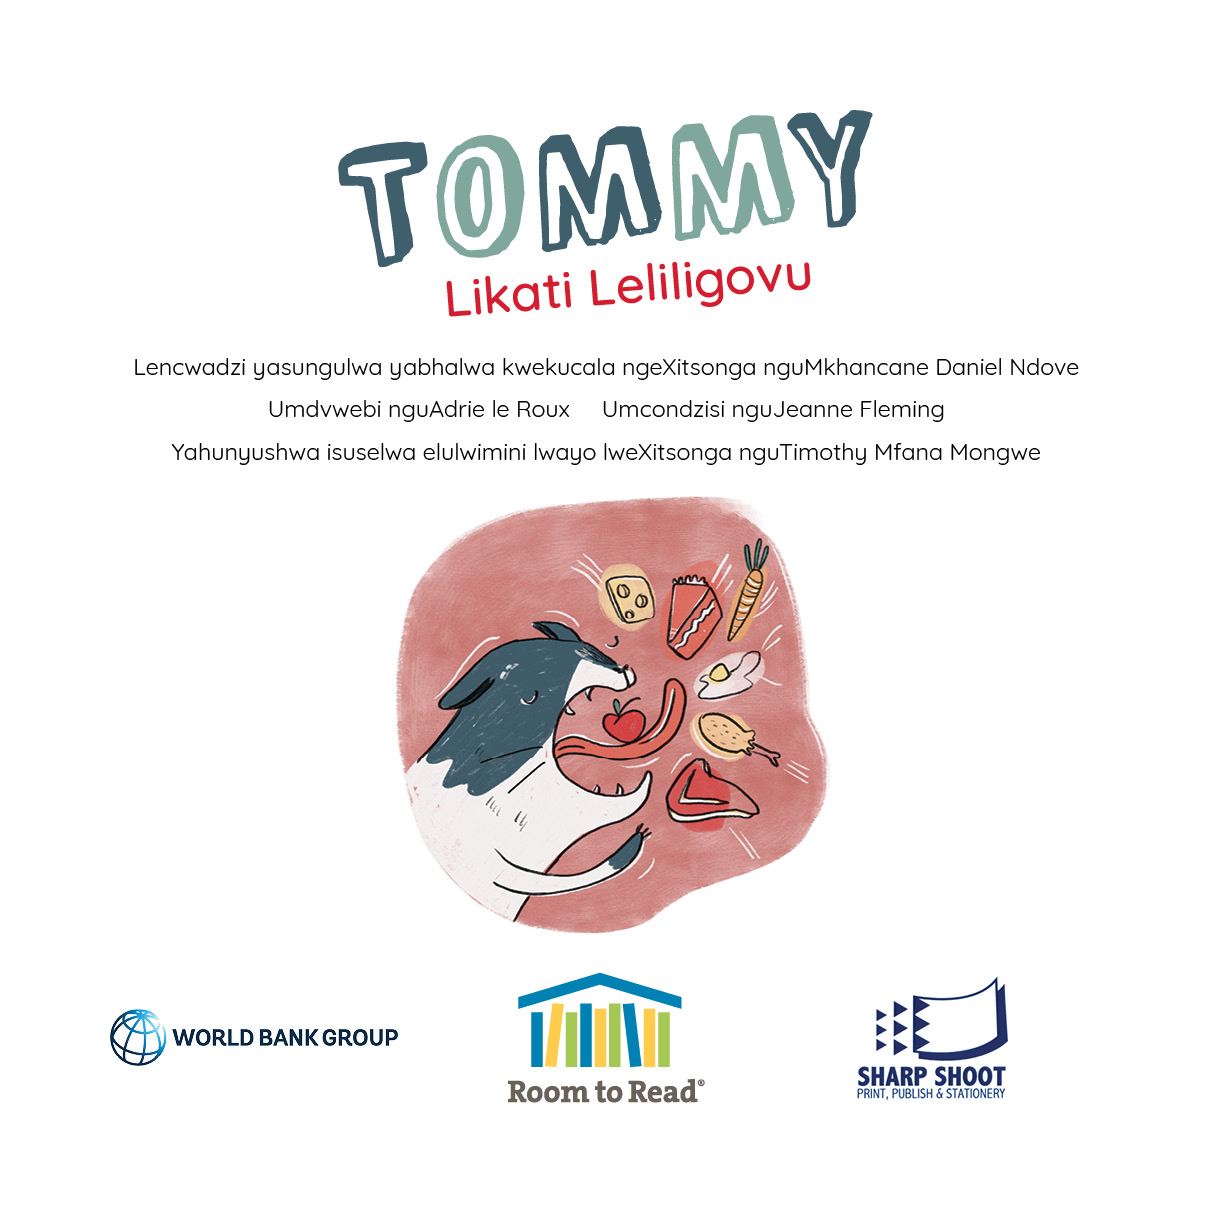 TOMMY
Likati Leliligovu
Lencwadzi yasungulwa yabhalwa kwekucala ngeXitsonga nguMkhancane Daniel Ndove
Umdvwebi nguAdrie le Roux Umcondzisi nguJeanne Fleming
Yahunyushwa isuselwa elulwimini lwayo lweXitsonga nguTimothy Mfana Mongwe
WORLD BANK GROUP
Room to Read®
SHARP SHOOT
PRINT, PUBLISH & STATIONERY